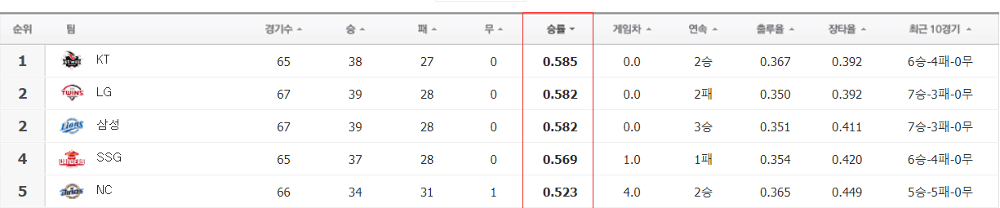 순위 팀 경기수 승 패 무 승률 게임차 연속 출루율 장타율 최근 10경기
1 KT 65 38 27 0 0.585 0.0 2승 0.367 0.392 6승-4패-0무
2 TWINS LG 67 39 28 0 0.582 0.0 2패 0.350 0.392 7승-3패-0무
2 Lions 삼성 67 39 28 0 0.582 0.0 3승 0.351 0.411 7승-3패-0무
4 SSG 65 37 28 0 0.569 1.0 1패 0.354 0.420 6승-4패-0무
5 NC 66 34 31 1 0.523 4.0 2승 0.365 0.449 5승-5패-0무